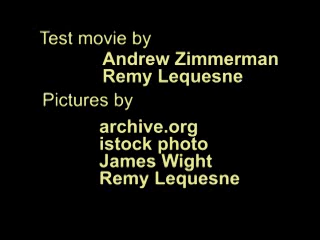 Test movie by
Andrew Zimmerman
Remy Lequesne
Pictures by
archive.org
istock photo
James Wight
Remy Lequesne